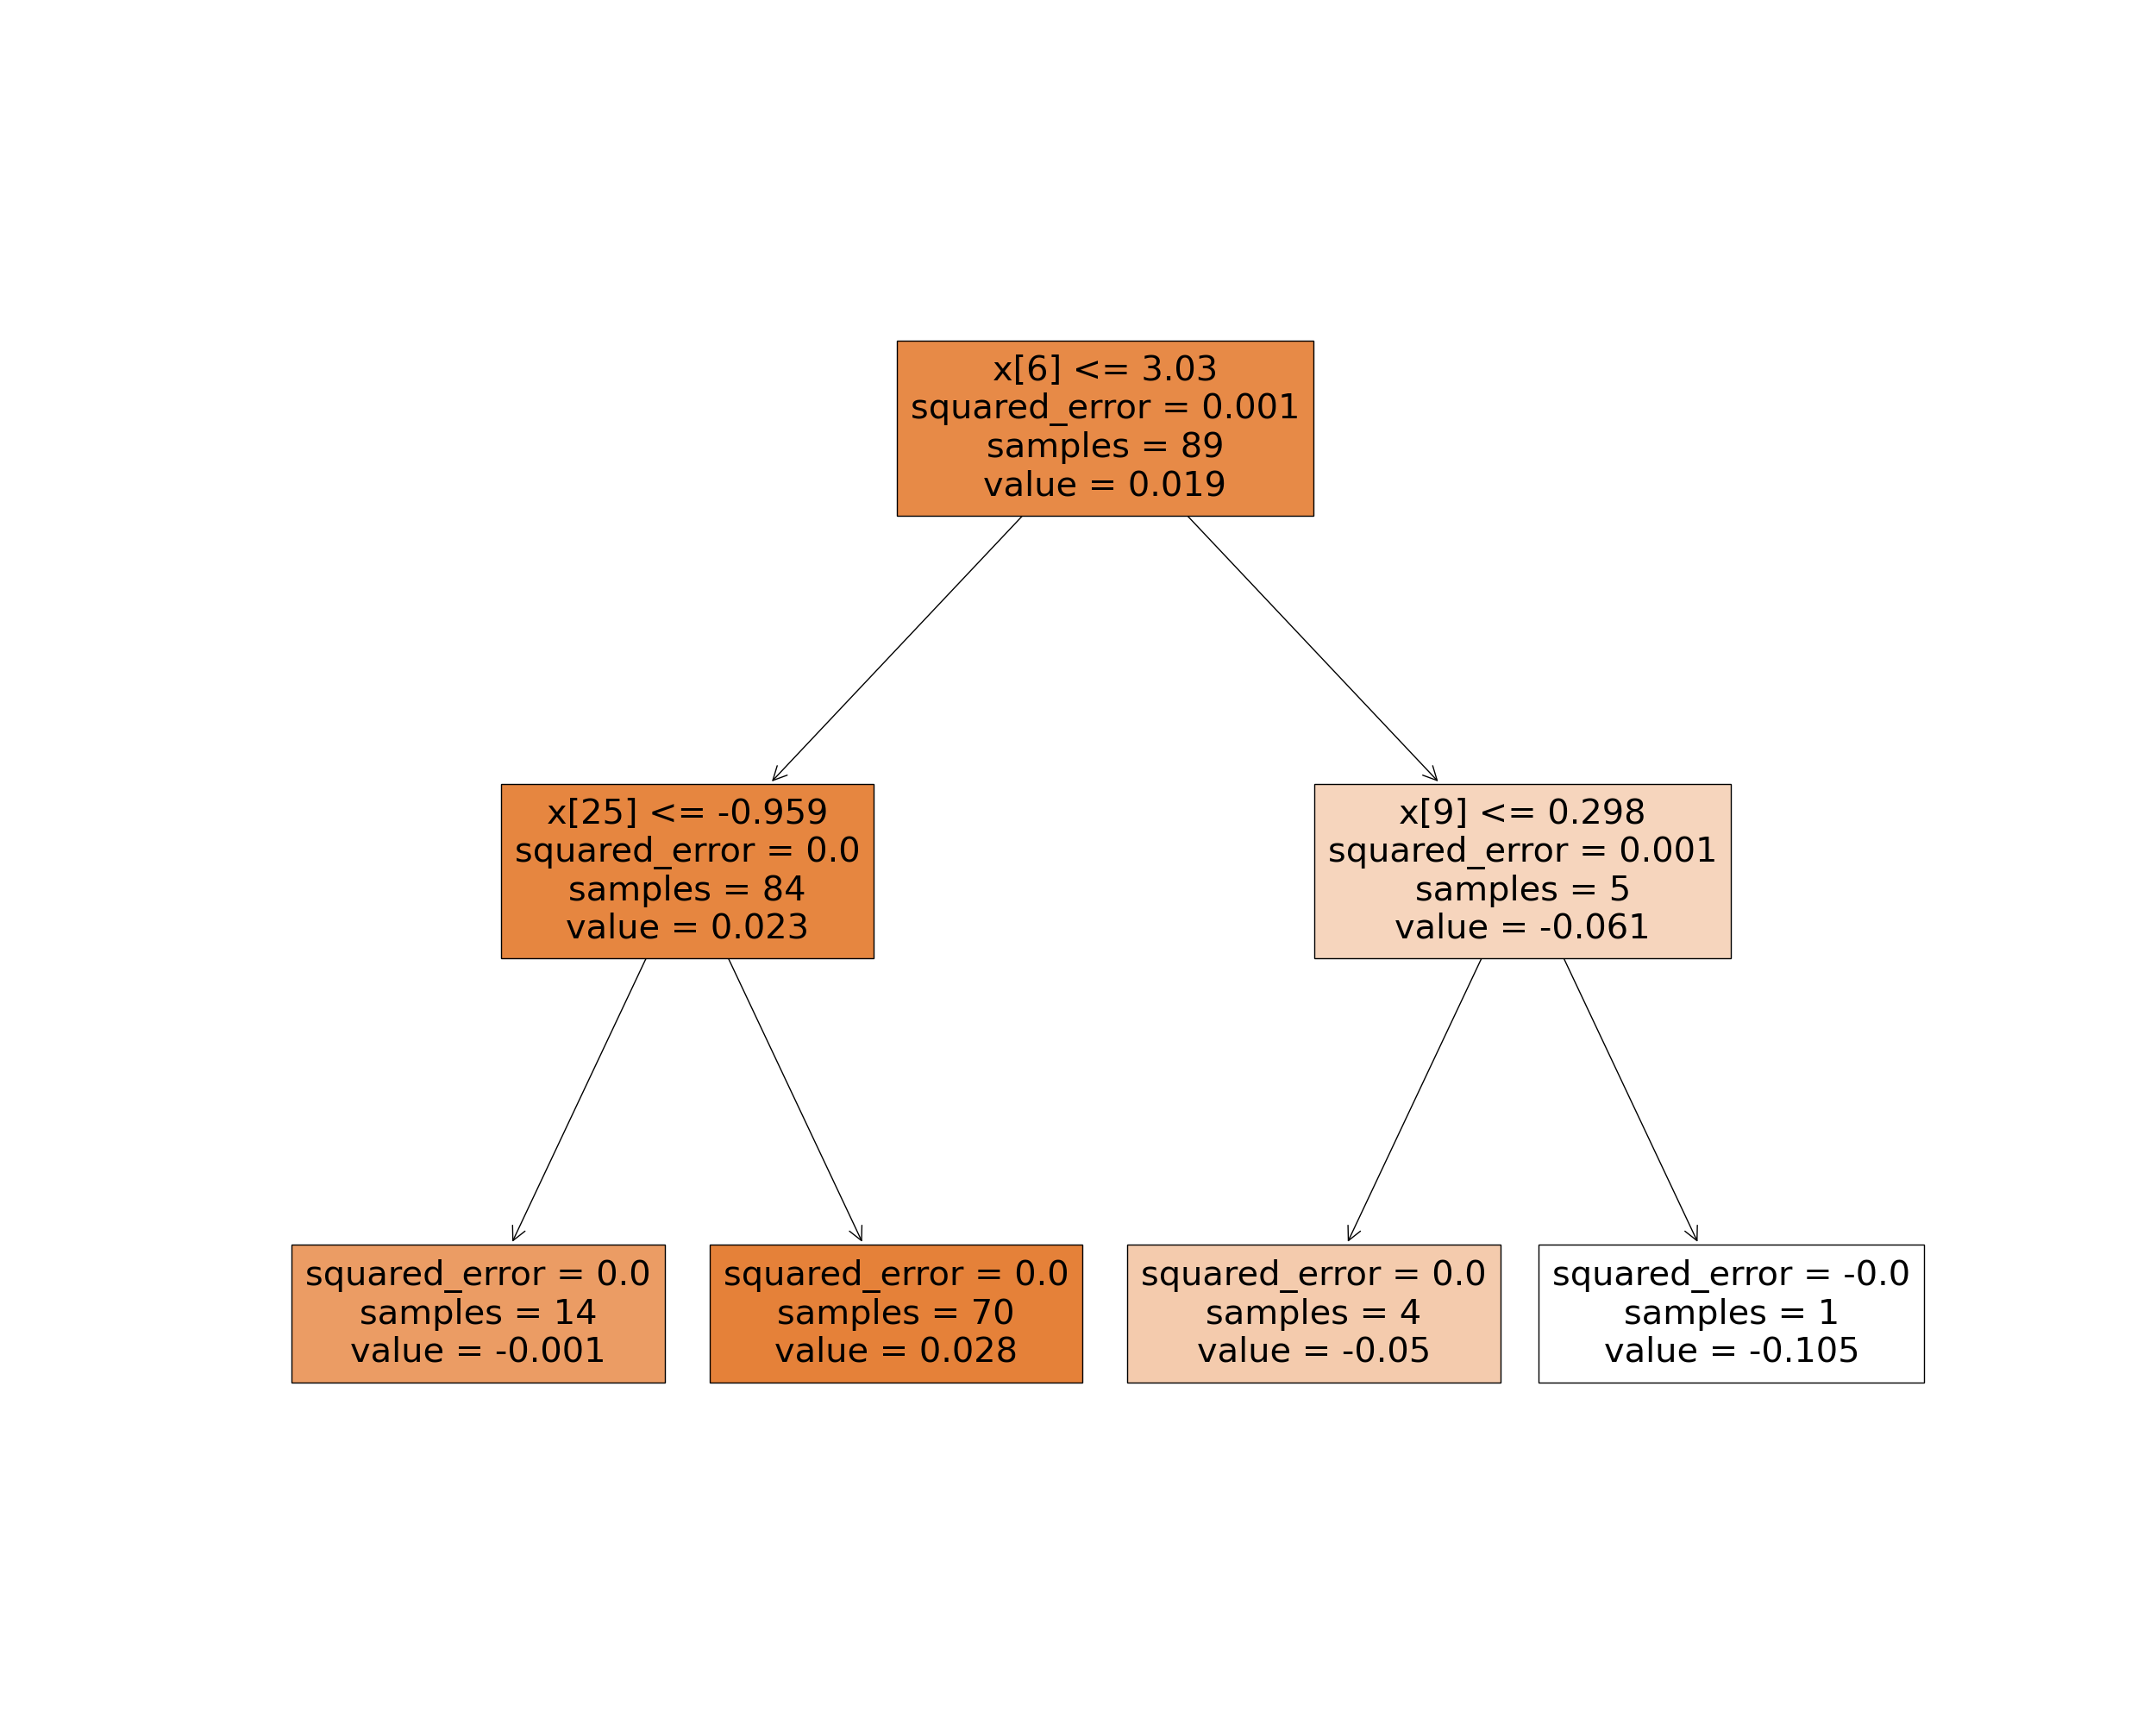 x[6] <= 3.03
squared_error = 0.001
samples = 89
value = 0.019
x[25] <= -0.959
squared_error = 0.0
samples = 84
value = 0.023
x[9] <= 0.298
squared_error = 0.001
samples = 5
value = -0.061
squared_error = 0.0
samples = 14
value = -0.001
squared_error = 0.0
samples = 70
value = 0.028
squared_error = 0.0
samples = 4
value = -0.05
squared_error = -0.0
samples = 1
value = -0.105